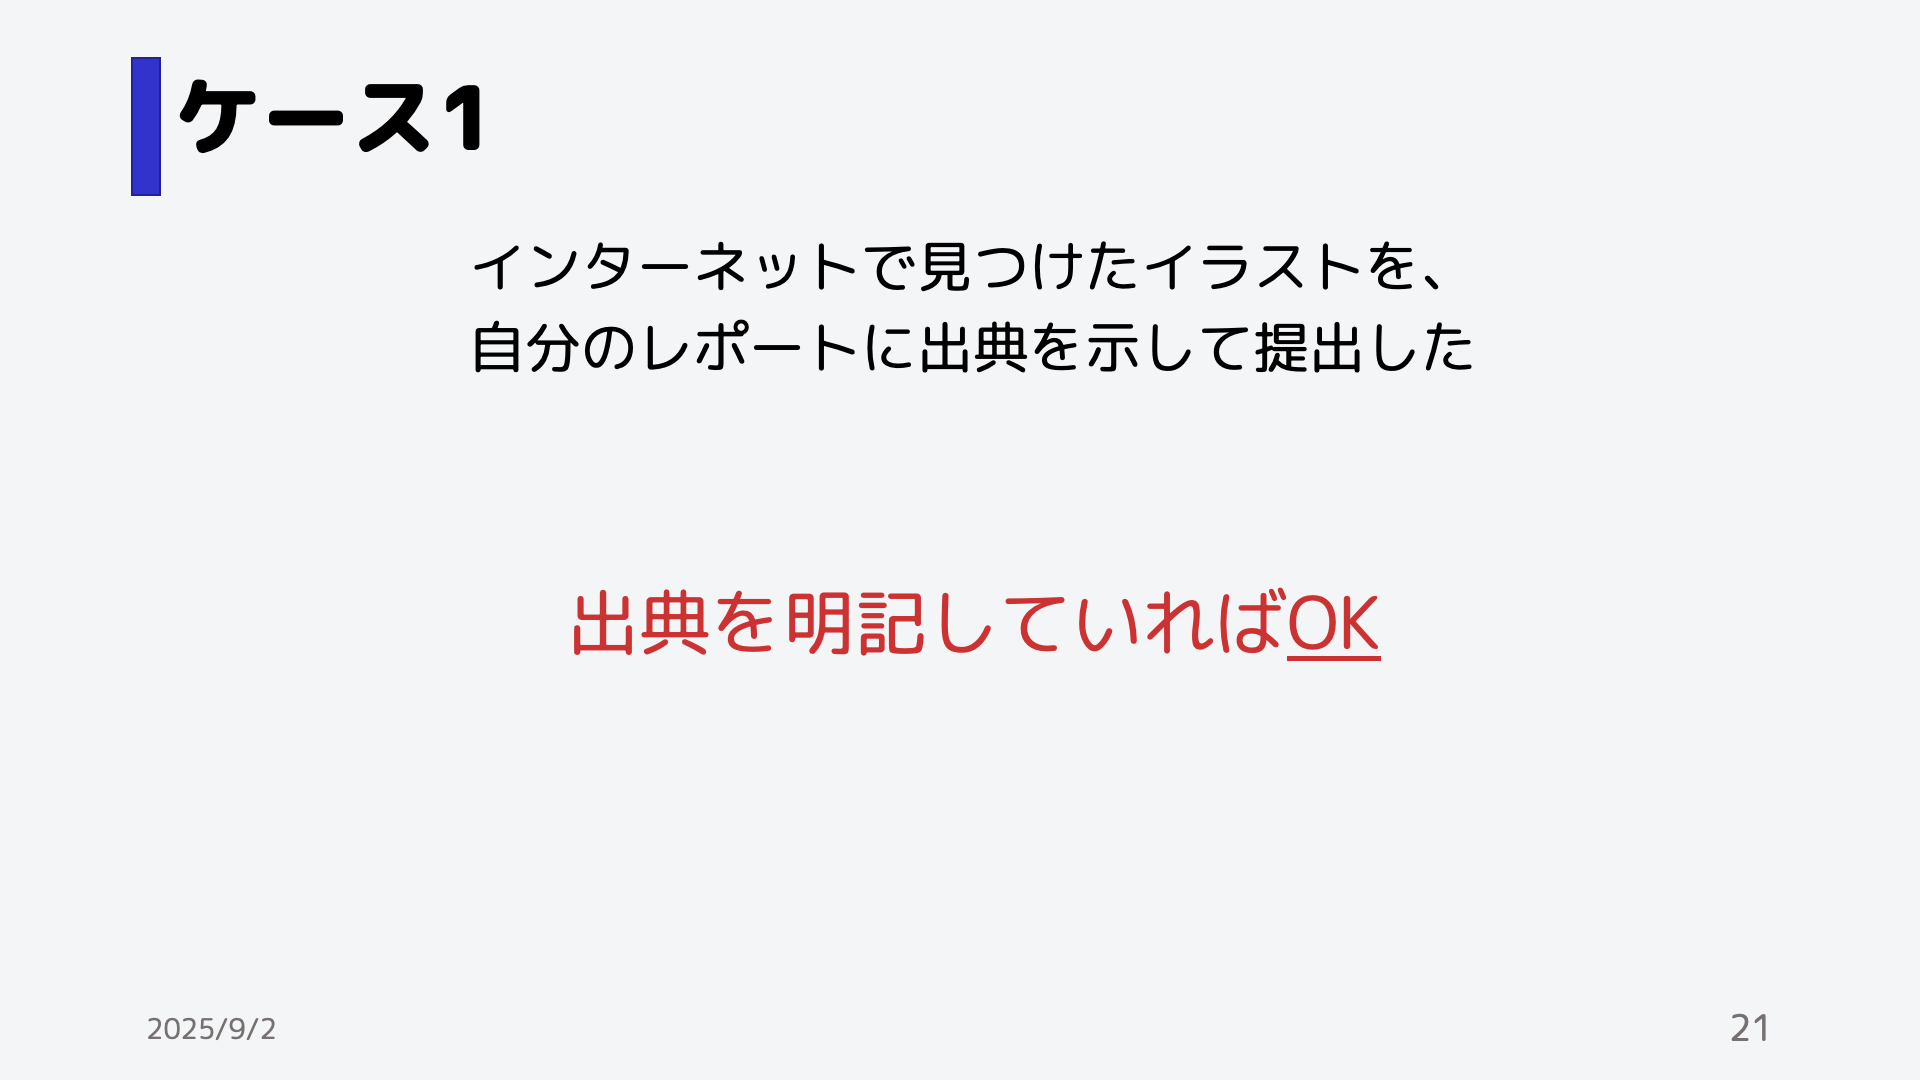 ケース1
インターネットで見つけたイラストを、
自分のレポートに出典を示して提出した
出典を明記していればOK
2025/9/2
21